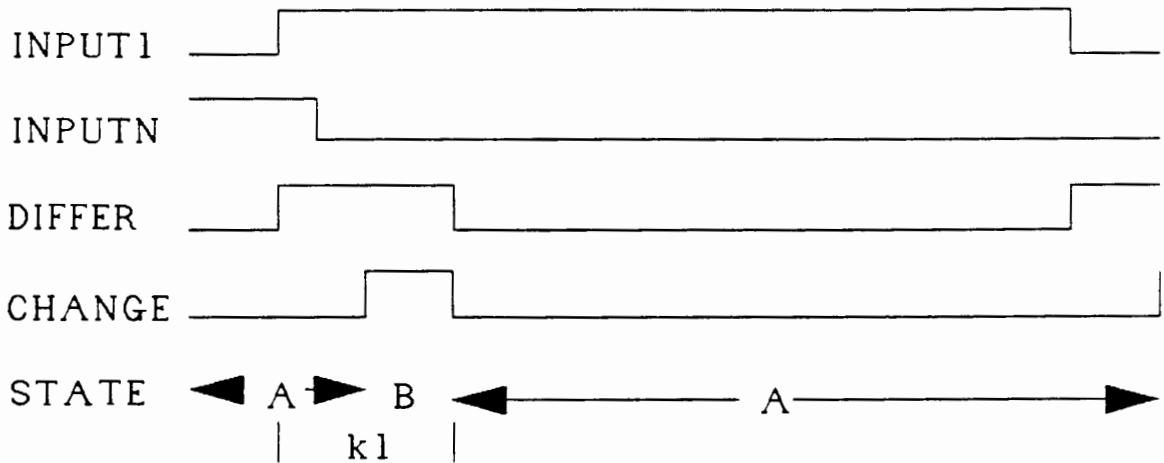 INPUT1
INPUTN
DIFFER
CHANGE
STATE A B A
k1